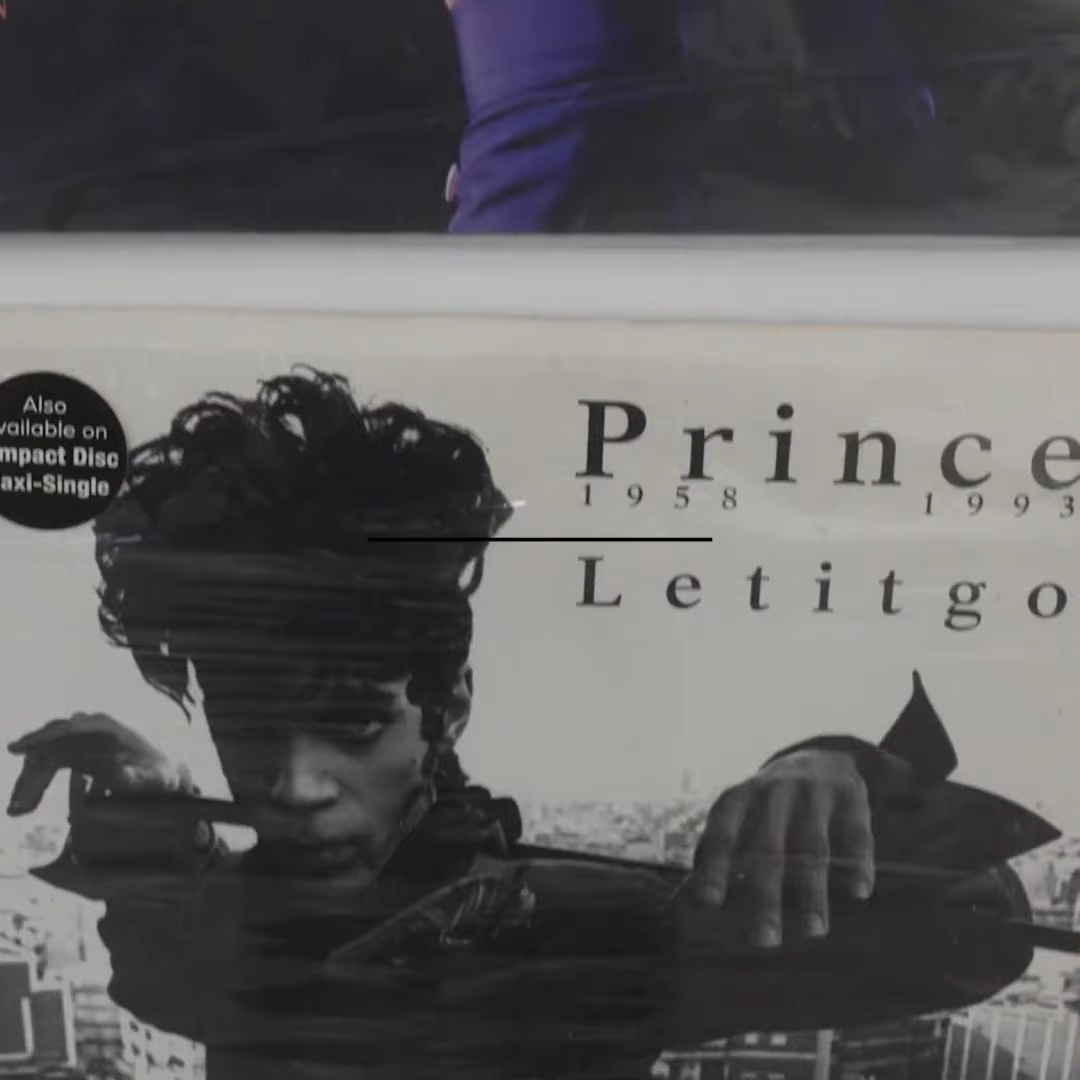 Also
vailable on
mpact Disc
axi-Single
Prince
1958 1993
Letitgo